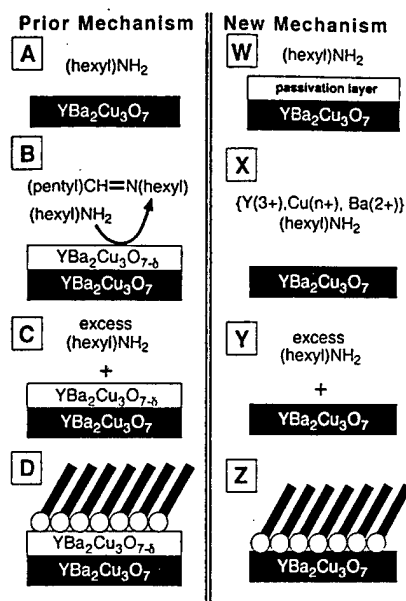 Prior Mechanism
A
(hexyl)NH₂
YBa₂Cu₃O₇
B
(pentyl)CH=N(hexyl)
(hexyl)NH₂
YBa₂Cu₃O₇₋δ
YBa₂Cu₃O₇
C
excess
(hexyl)NH₂
+
YBa₂Cu₃O₇₋δ
YBa₂Cu₃O₇
D
YBa₂Cu₃O₇₋δ
YBa₂Cu₃O₇
New Mechanism
W
(hexyl)NH₂
passivation layer
YBa₂Cu₃O₇
X
{Y(3+),Cu(n+), Ba(2+)}
(hexyl)NH₂
YBa₂Cu₃O₇
Y
excess
(hexyl)NH₂
+
YBa₂Cu₃O₇
Z
YBa₂Cu₃O₇